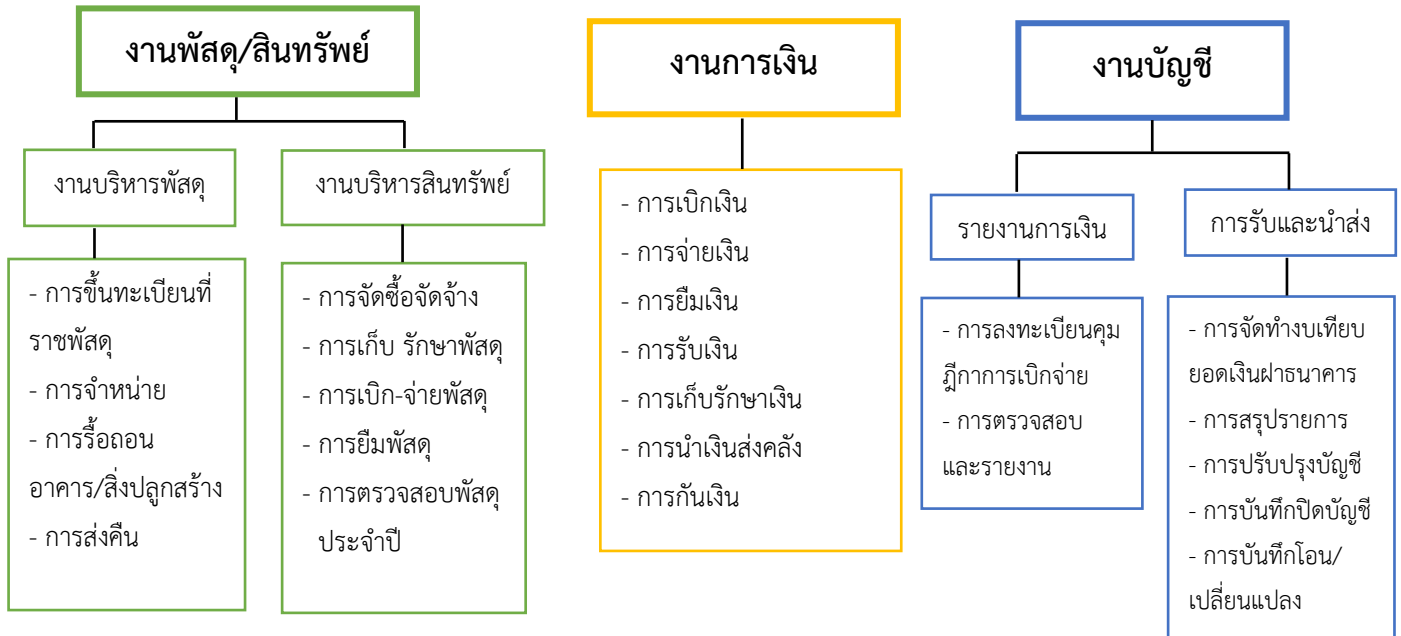 งานพัสดุ/สินทรัพย์
งานบริหารพัสดุ
- การขึ้นทะเบียนที่
ราชพัสดุ
- การจำหน่าย
- การรื้อถอน
อาคาร/สิ่งปลูกสร้าง
- การส่งคืน
งานบริหารสินทรัพย์
- การจัดซื้อจัดจ้าง
- การเก็บ รักษาพัสดุ
- การเบิก-จ่ายพัสดุ
- การยืมพัสดุ
- การตรวจสอบพัสดุ
ประจำปี
งานการเงิน
- การเบิกเงิน
- การจ่ายเงิน
- การยืมเงิน
- การรับเงิน
- การเก็บรักษาเงิน
- การนำเงินส่งคลัง
- การกันเงิน
งานบัญชี
รายงานการเงิน
- การลงทะเบียนคุม
ฎีกาการเบิกจ่าย
- การตรวจสอบ
และรายงาน
การรับและนำส่ง
- การจัดทำงบเทียบ
ยอดเงินฝาธนาคาร
- การสรุปรายการ
- การปรับปรุงบัญชี
- การบันทึกปิดบัญชี
- การบันทึกโอน/
เปลี่ยนแปลง